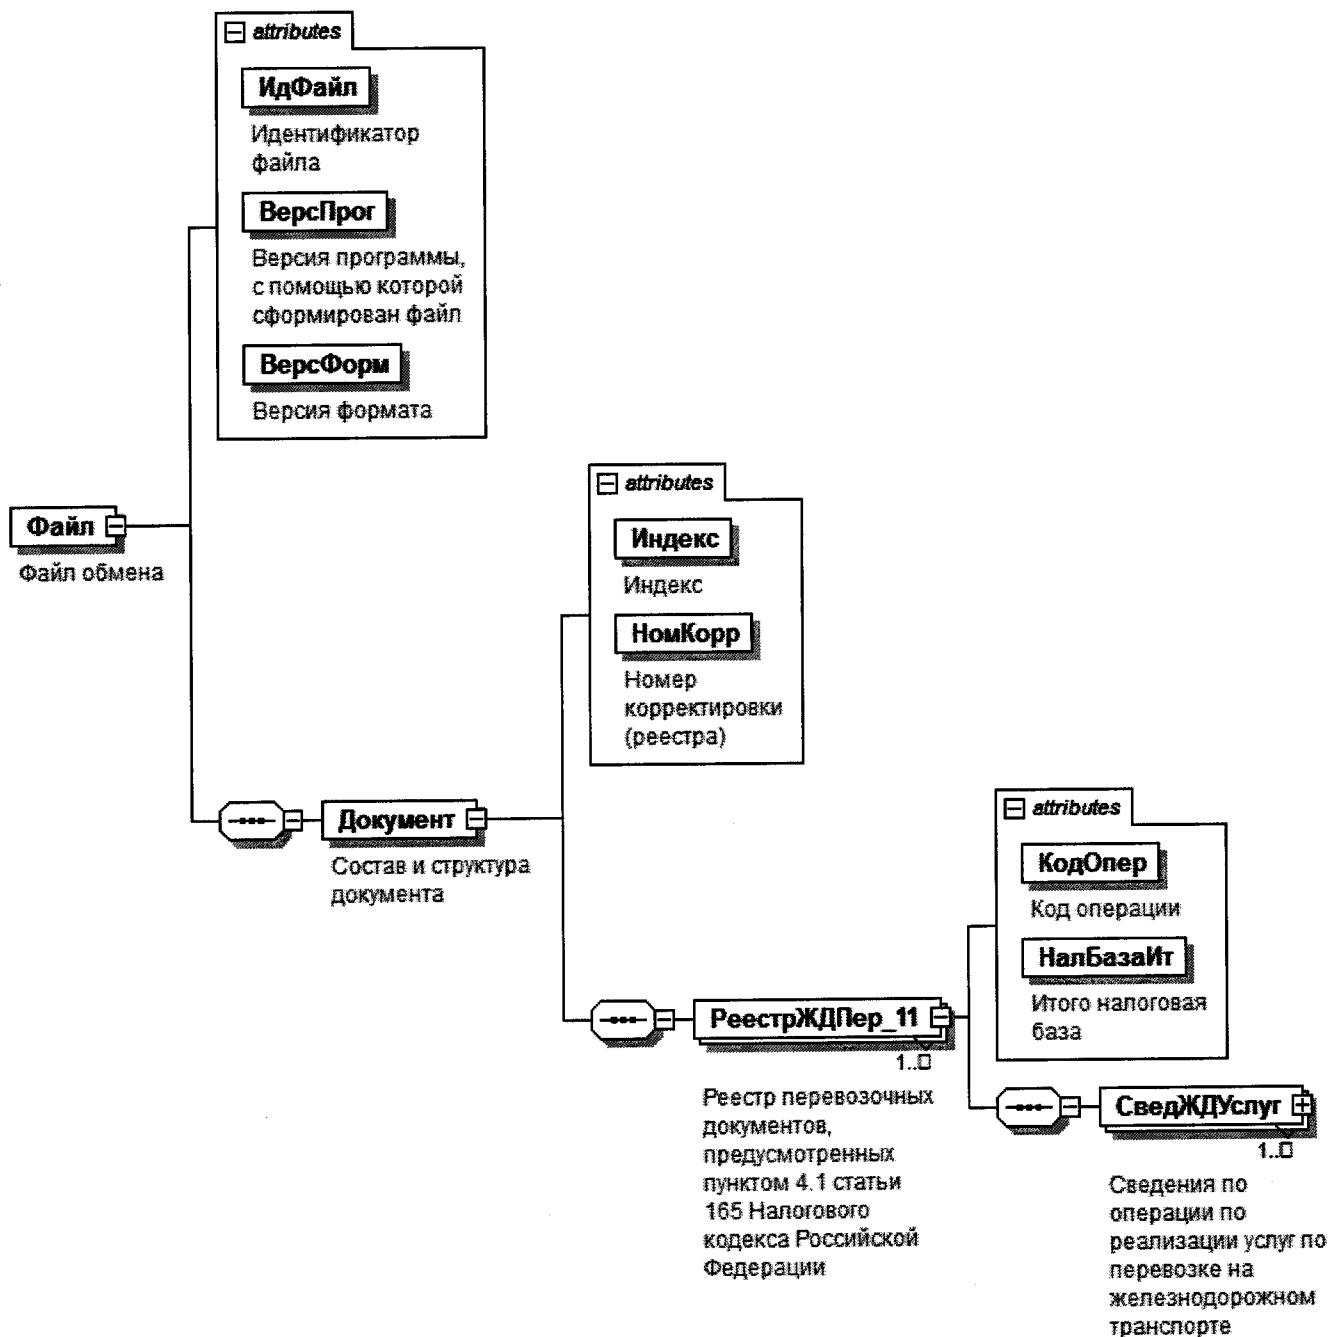 attributes
ИдФайл
Идентификатор
файла
ВерсПрог
Версия программы,
с помощью которой
сформирован файл
ВерсФорм
Версия формата
Файл
Файл обмена
attributes
Индекс
Индекс
НомКорр
Номер
корректировки
(реестра)
Документ
Состав и структура
документа
attributes
КодОпер
Код операции
НалБазаИт
Итого налоговая
база
РеестрЖДПер_11
1..□
Реестр перевозочных
документов,
предусмотренных
пунктом 4.1 статьи
165 Налогового
кодекса Российской
Федерации
СведЖДУслуг
1..□
Сведения по
операции по
реализации услуг по
перевозке на
железнодорожном
транспорте